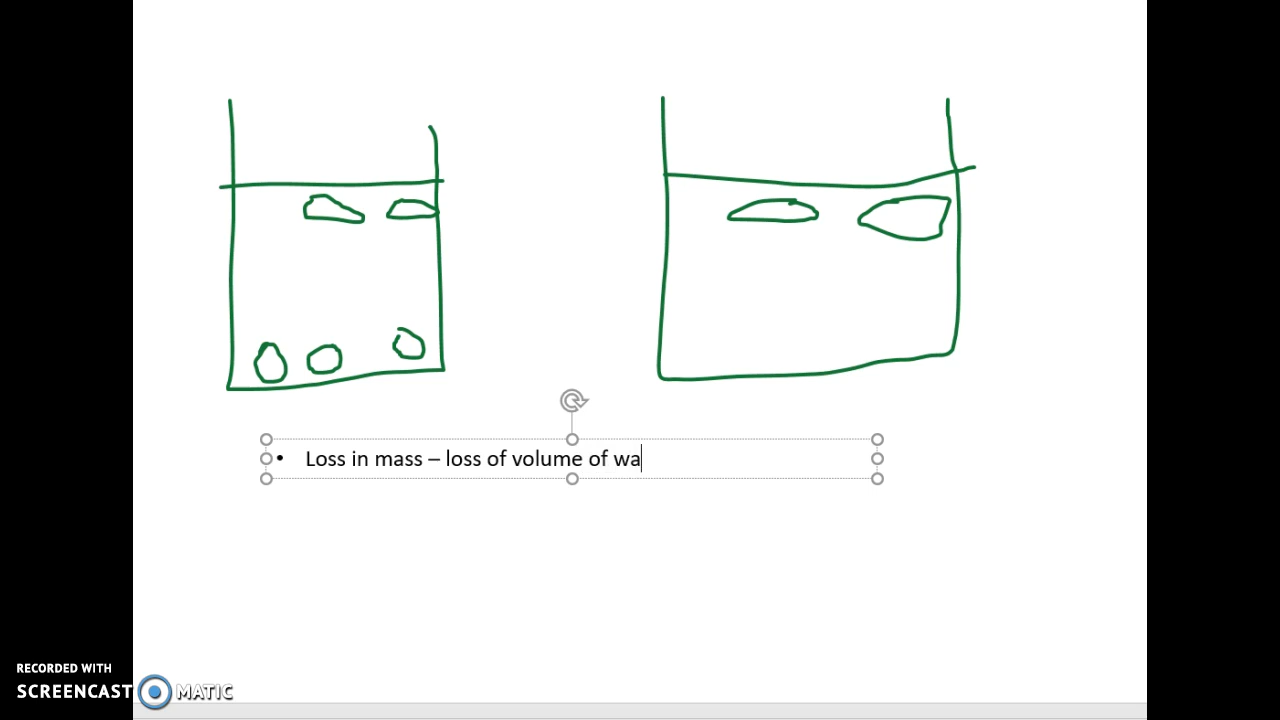 • Loss in mass – loss of volume of wa
RECORDED WITH
SCREENCAST MATIC